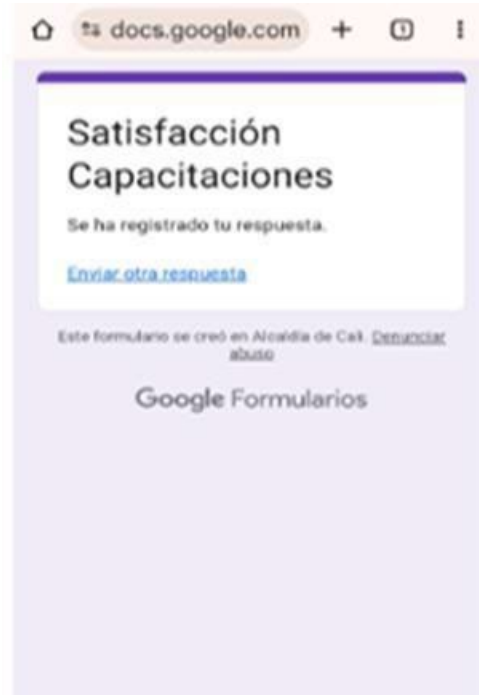 docs.google.com
Satisfacción
Capacitaciones
Se ha registrado tu respuesta.
Enviar otra respuesta
Este formulario se creó en Alcaldía de Cali. Denunciar
abuso
Google Formularios